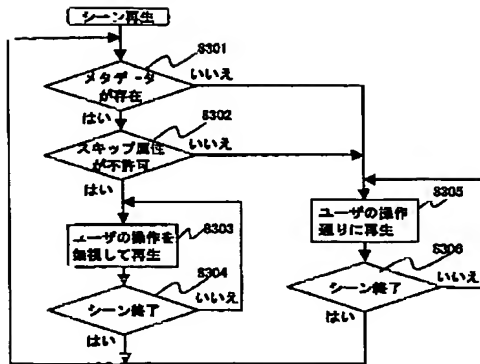 シーン再生
S301
メタデータ
が存在
いいえ
はい
S302
スキップ属性
が不許可
いいえ
はい
S303
ユーザの操作を
無視して再生
S304
シーン終了
いいえ
はい
S305
ユーザの操作
通りに再生
S306
シーン終了
いいえ
はい